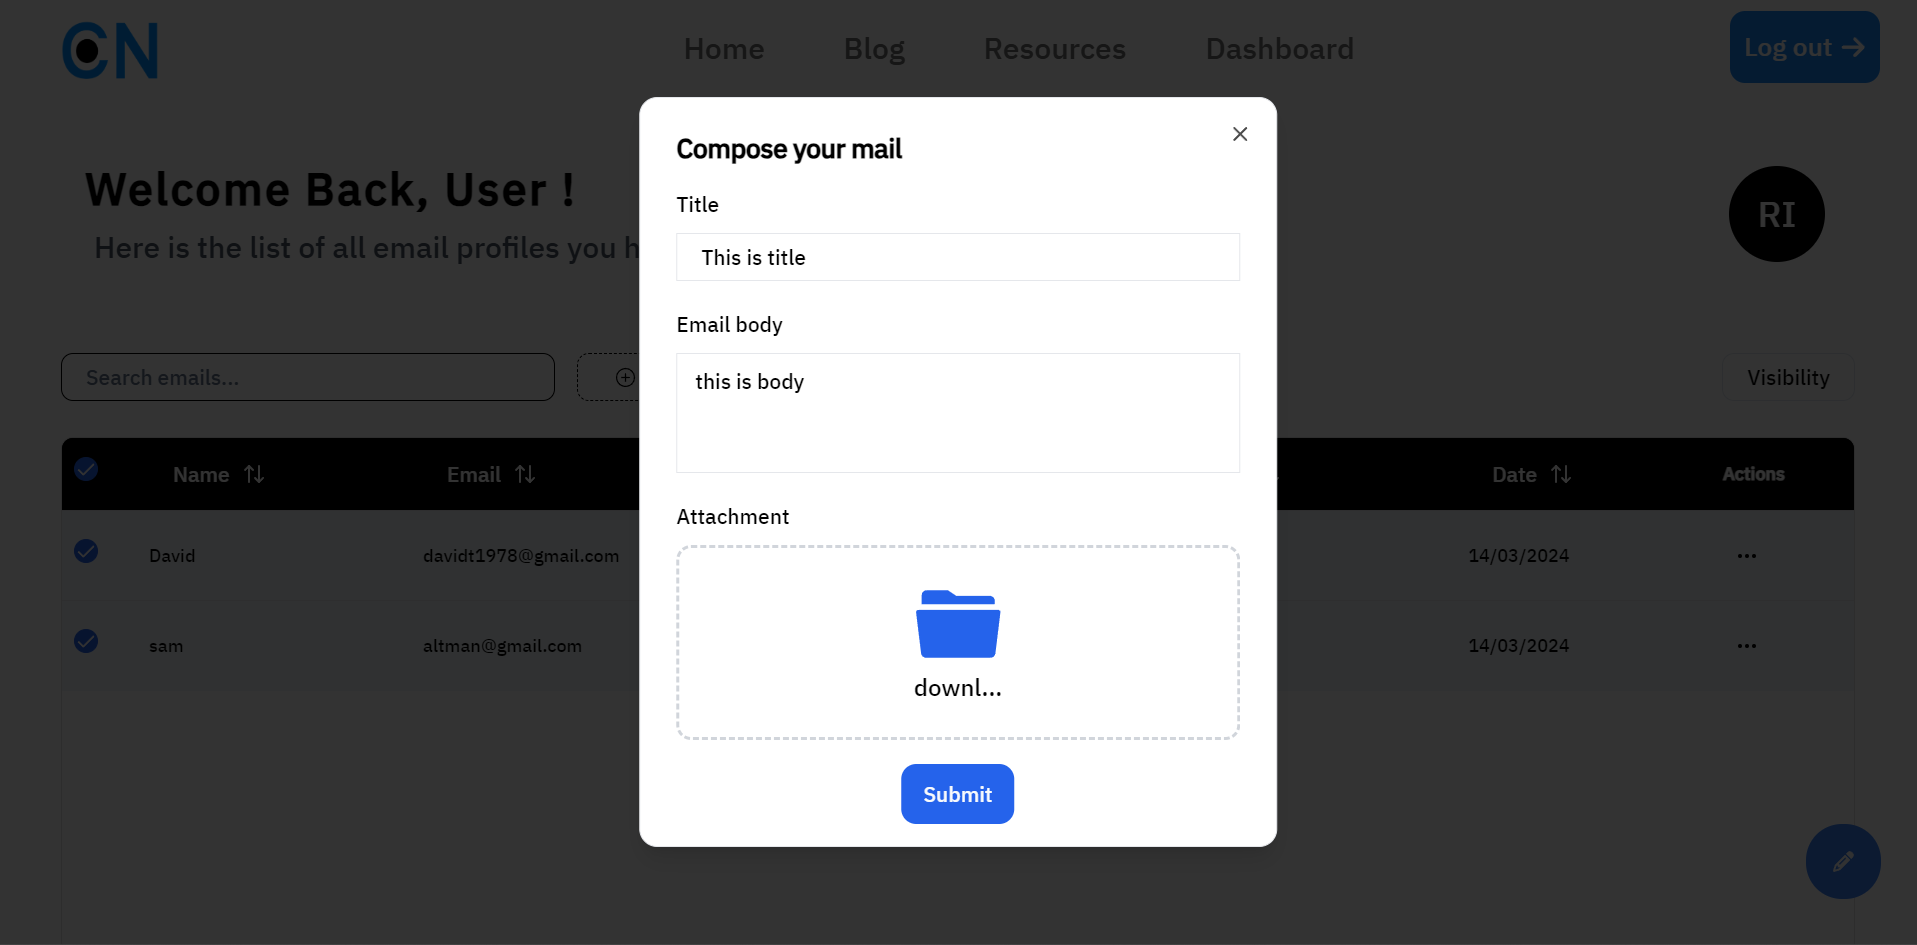 CN
Home Blog Resources Dashboard
Log out
Compose your mail
Welcome Back, User !
Here is the list of all email profiles you
RI
Title
This is title
Email body
Search emails...
Visibility
this is body
Name Email Date Actions
Attachment
David davidt1978@gmail.com 14/03/2024
sam altman@gmail.com 14/03/2024
downl...
Submit